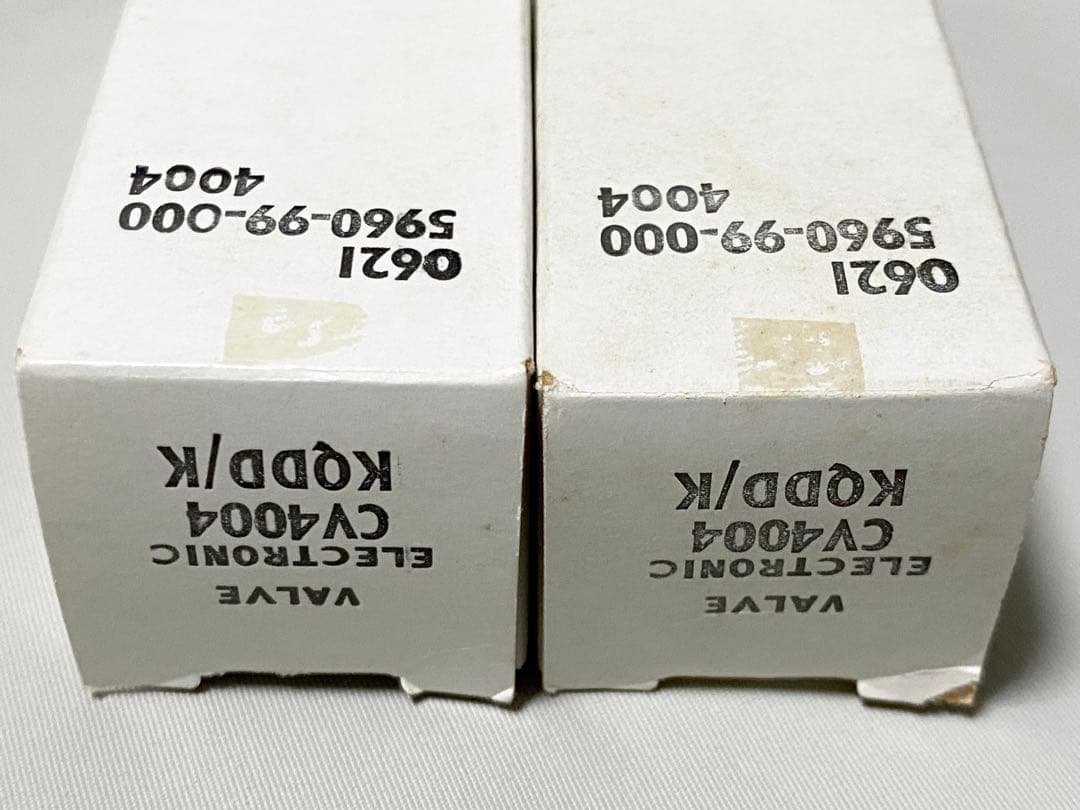 VALVE
ELECTRONIC
CV4004
KQDD/K
0621
5960-99-000
4004
VALVE
ELECTRONIC
CV4004
KQDD/K
0621
5960-99-000
4004